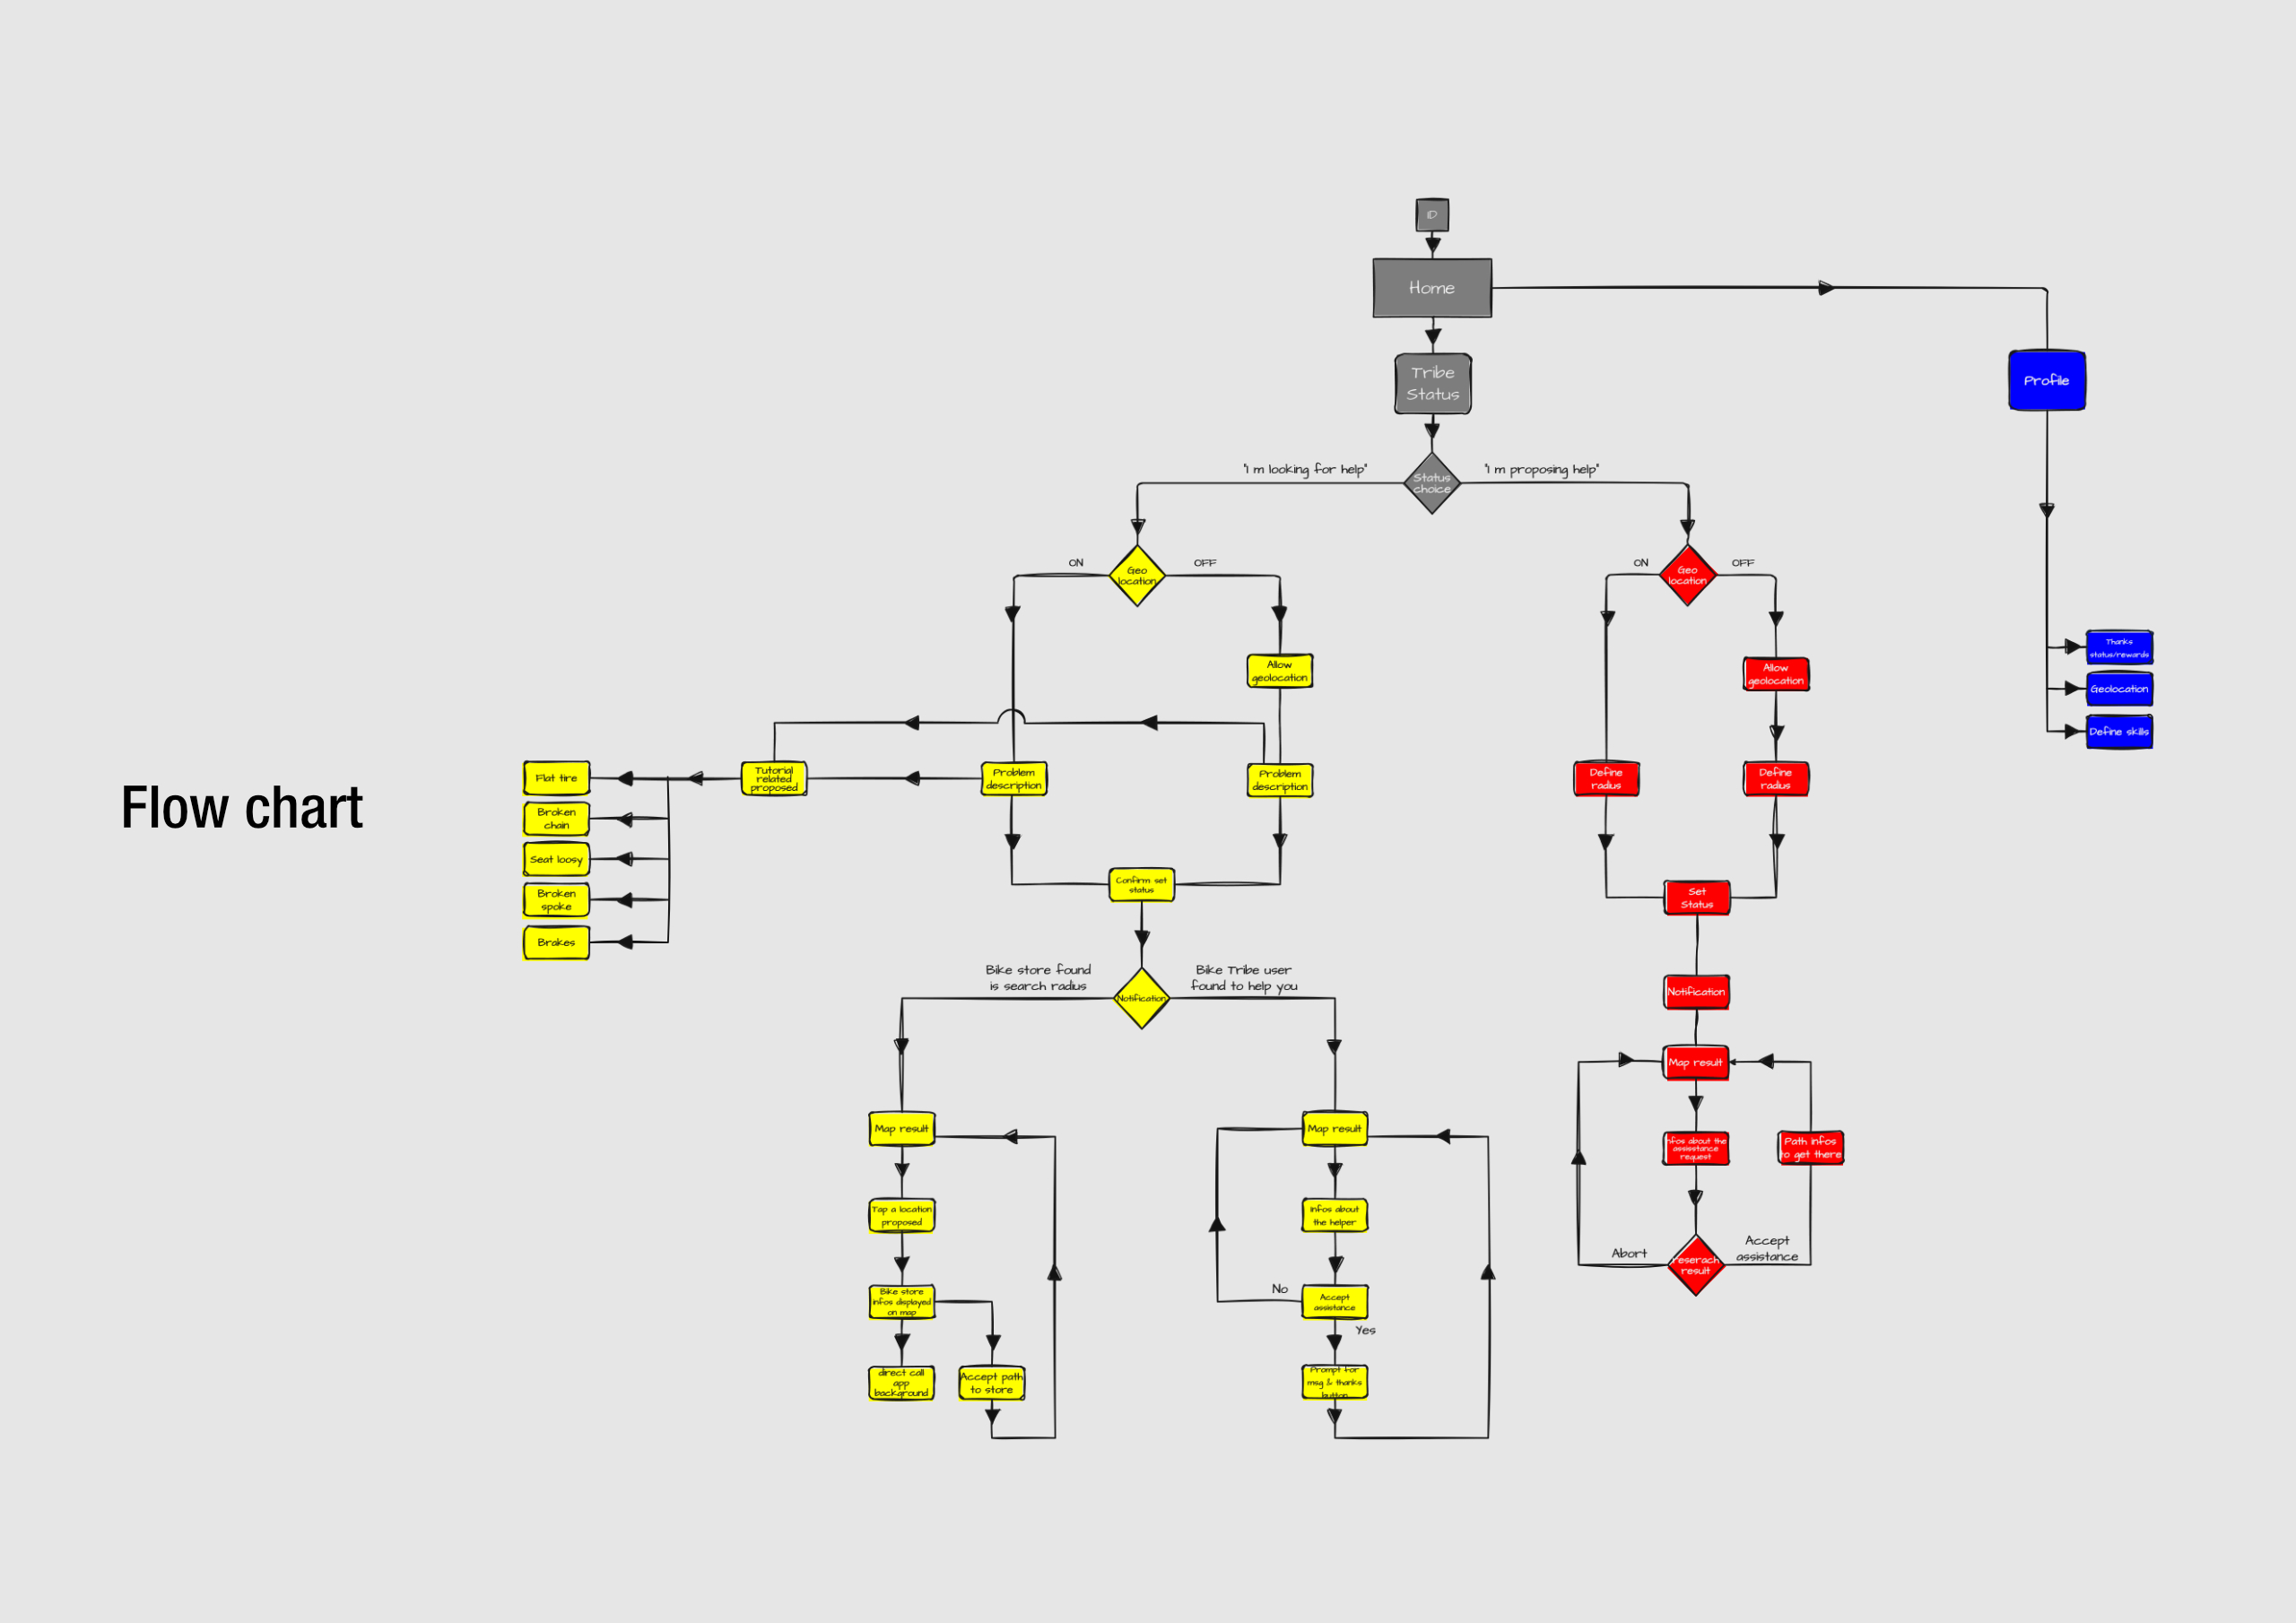 ID
Home
Tribe
Status
Profile
"I m looking for help"
"I m proposing help"
Status
choice
ON
OFF
Geo
location
ON
OFF
Geo
location
Allow
geolocation
Allow
geolocation
Thanks
status/rewards
Geolocation
Define skills
Flow chart
Flat tire
Tutorial
related
proposed
Problem
description
Problem
description
Define
radius
Define
radius
Broken
chain
Seat loosy
Broken
spoke
Brakes
Confirm set
status
Set
Status
Bike store found
is search radius
Bike Tribe user
found to help you
Notification
Notification
Map result
Map result
Map result
Infos about the
assisstance
request
Path infos
to get there
Tap a location
proposed
Infos about
the helper
Abort
Accept
assistance
reserach
result
Bike store
infos displayed
on map
No
Accept
assistance
Yes
direct call
app
background
Accept path
to store
Prompt for
msg & thanks
button